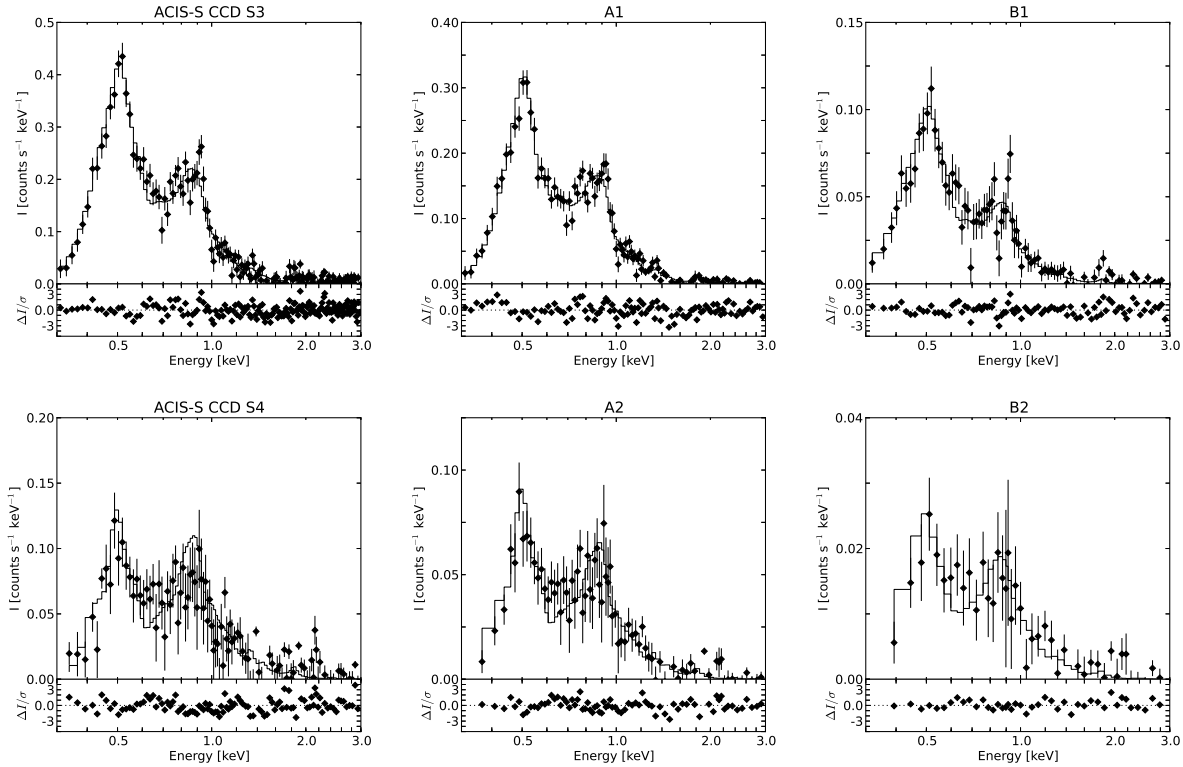 ACIS-S CCD S3
A1
B1
0.5
0.4
0.3
0.2
0.1
0.0
I [counts s⁻¹ keV⁻¹]
3
0.0
-3
ΔI/σ
0.5
1.0
2.0
3.0
Energy [keV]
0.40
0.30
0.20
0.10
0.00
I [counts s⁻¹ keV⁻¹]
3
0.0
-3
ΔI/σ
0.5
1.0
2.0
3.0
Energy [keV]
0.15
0.10
0.05
0.00
I [counts s⁻¹ keV⁻¹]
3
0.0
-3
ΔI/σ
0.5
1.0
2.0
3.0
Energy [keV]
ACIS-S CCD S4
A2
B2
0.20
0.15
0.10
0.05
0.00
I [counts s⁻¹ keV⁻¹]
3
0.0
-3
ΔI/σ
0.5
1.0
2.0
3.0
Energy [keV]
0.10
0.05
0.00
I [counts s⁻¹ keV⁻¹]
3
0.0
-3
ΔI/σ
0.5
1.0
2.0
3.0
Energy [keV]
0.04
0.02
0.00
I [counts s⁻¹ keV⁻¹]
3
0.0
-3
ΔI/σ
0.5
1.0
2.0
3.0
Energy [keV]